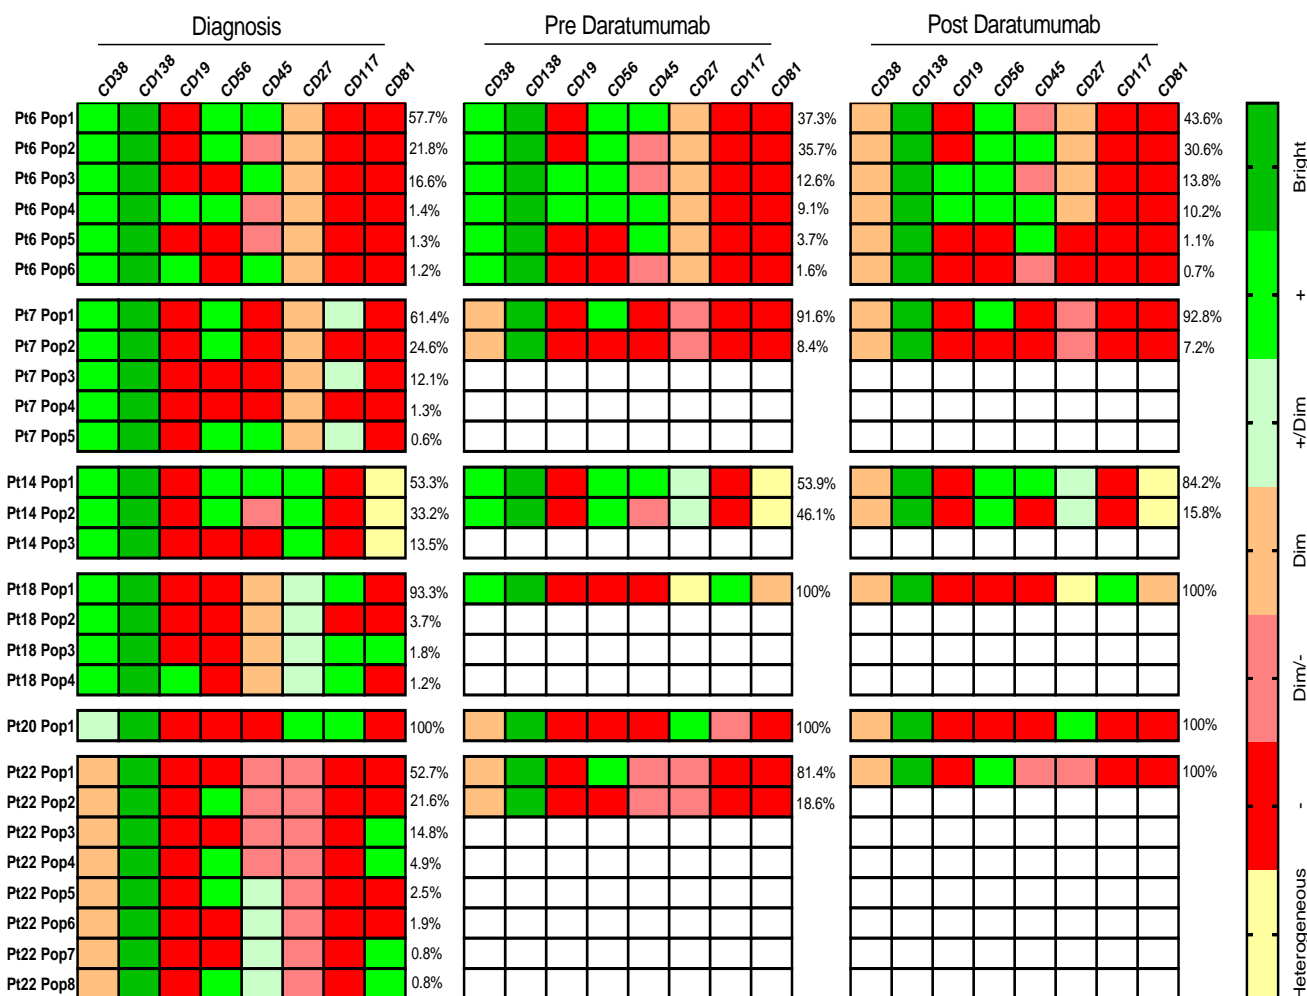 Diagnosis Pre Daratumumab Post Daratumumab
CD38 CD138 CD19 CD56 CD45 CD27 CD117 CD81 CD38 CD138 CD19 CD56 CD45 CD27 CD117 CD81 CD38 CD138 CD19 CD56 CD45 CD27 CD117 CD81
Pt6 Pop1 57.7% 37.3% 43.6%
Pt6 Pop2 21.8% 35.7% 30.6%
Pt6 Pop3 16.6% 12.6% 13.8%
Pt6 Pop4 1.4% 9.1% 10.2%
Pt6 Pop5 1.3% 3.7% 1.1%
Pt6 Pop6 1.2% 1.6% 0.7%
Pt7 Pop1 61.4% 91.6% 92.8%
Pt7 Pop2 24.6% 8.4% 7.2%
Pt7 Pop3 12.1%
Pt7 Pop4 1.3%
Pt7 Pop5 0.6%
Pt14 Pop1 53.3% 53.9% 84.2%
Pt14 Pop2 33.2% 46.1% 15.8%
Pt14 Pop3 13.5%
Pt18 Pop1 93.3% 100% 100%
Pt18 Pop2 3.7%
Pt18 Pop3 1.8%
Pt18 Pop4 1.2%
Pt20 Pop1 100% 100% 100%
Pt22 Pop1 52.7% 81.4% 100%
Pt22 Pop2 21.6% 18.6%
Pt22 Pop3 14.8%
Pt22 Pop4 4.9%
Pt22 Pop5 2.5%
Pt22 Pop6 1.9%
Pt22 Pop7 0.8%
Pt22 Pop8 0.8%
Bright
+
+/Dim
Dim
Dim/-
-
Heterogeneous